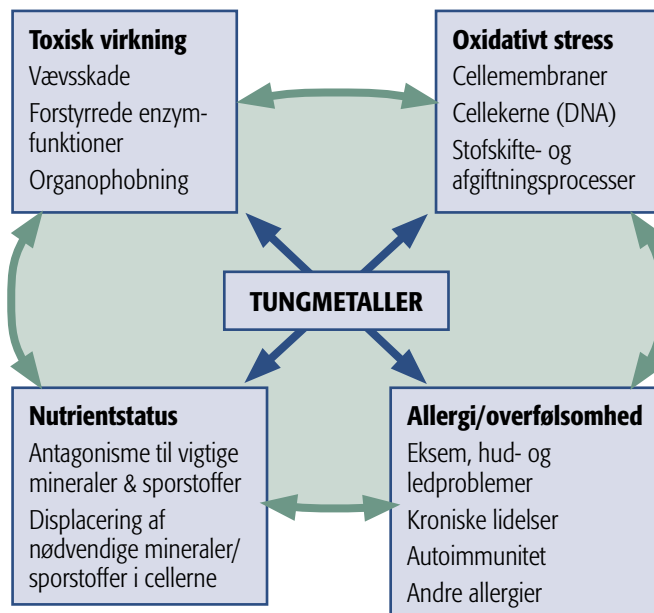 Toxisk virkning
Vævsskade
Forstyrrede enzym-
funktioner
Organophobning
Oxidativt stress
Cellemembraner
Cellekerne (DNA)
Stofskifte- og
afgiftningsprocesser
TUNGMETALLER
Nutrientstatus
Antagonisme til vigtige
mineraler & sporstoffer
Displacering af
nødvendige mineraler/
sporstoffer i cellerne
Allergi/overfølsomhed
Eksem, hud- og
ledproblemer
Kroniske lidelser
Autoimmunitet
Andre allergier